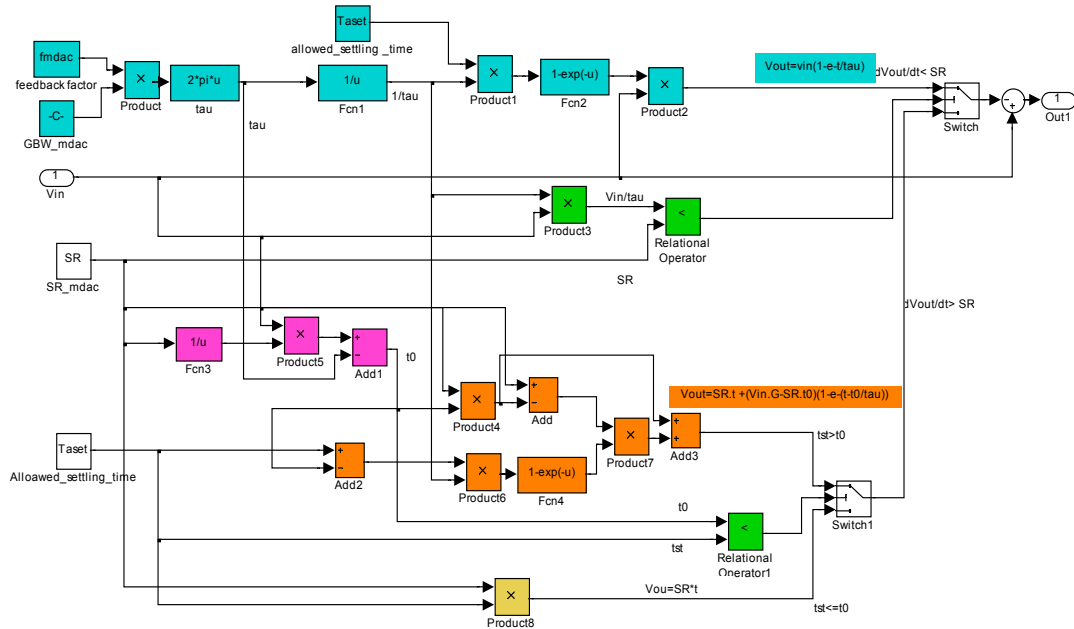 Taset
allowed_settling _time
fmdac
feedback factor
×
Product
2*pi*u
tau
tau
1/u
Fcn1
1/tau
×
Product1
1-exp(-u)
Fcn2
×
Product2
Vout=vin(1-e-t/tau)
dVout/dt< SR
Switch
1
Out1
-C-
GBW_mdac
1
Vin
×
Product3
Vin/tau
<
Relational
Operator
SR
SR_mdac
SR
dVout/dt> SR
1/u
Fcn3
×
Product5
+
−
Add1
t0
×
Product4
+
−
Add
Vout=SR.t +(Vin.G-SR.t0)(1-e-(t-t0/tau))
×
Product7
+
+
Add3
tst>t0
Taset
Alloawed_settling_time
+
−
Add2
×
Product6
1-exp(-u)
Fcn4
t0
tst
<
Relational
Operator1
Switch1
×
Product8
Vou=SR*t
tst<=t0